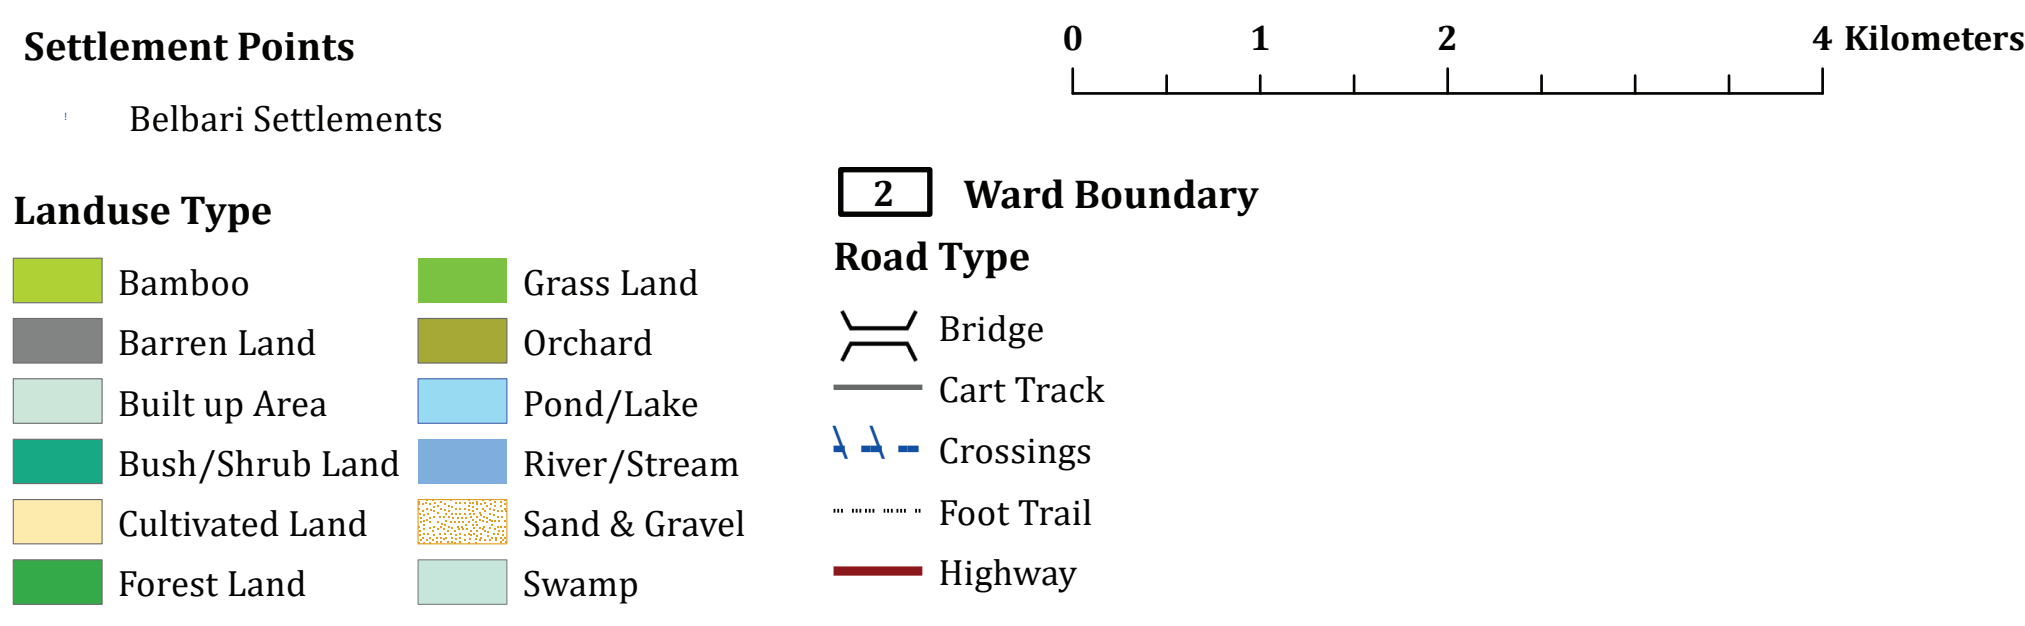 Settlement Points
Belbari Settlements
Landuse Type
Bamboo
Barren Land
Built up Area
Bush/Shrub Land
Cultivated Land
Forest Land
Grass Land
Orchard
Pond/Lake
River/Stream
Sand & Gravel
Swamp
0 1 2 4 Kilometers
2 Ward Boundary
Road Type
Bridge
Cart Track
Crossings
Foot Trail
Highway